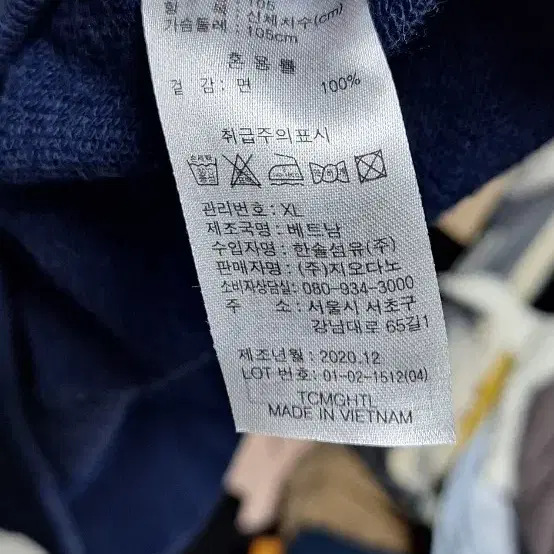 105
가슴둘레 : 신체치수(cm)
105cm
혼용률
겉감 : 면 100%
취급주의표시
관리번호 : XL
제조국명 : 베트남
수입자명 : 한솔섬유(주)
판매자명 : (주)지오다노
소비자상담실: 080-934-3000
주 소 : 서울시 서초구
강남대로 65길1
제조년월 : 2020.12
LOT 번호: 01-02-1512(04)
TCMGHTL
MADE IN VIETNAM